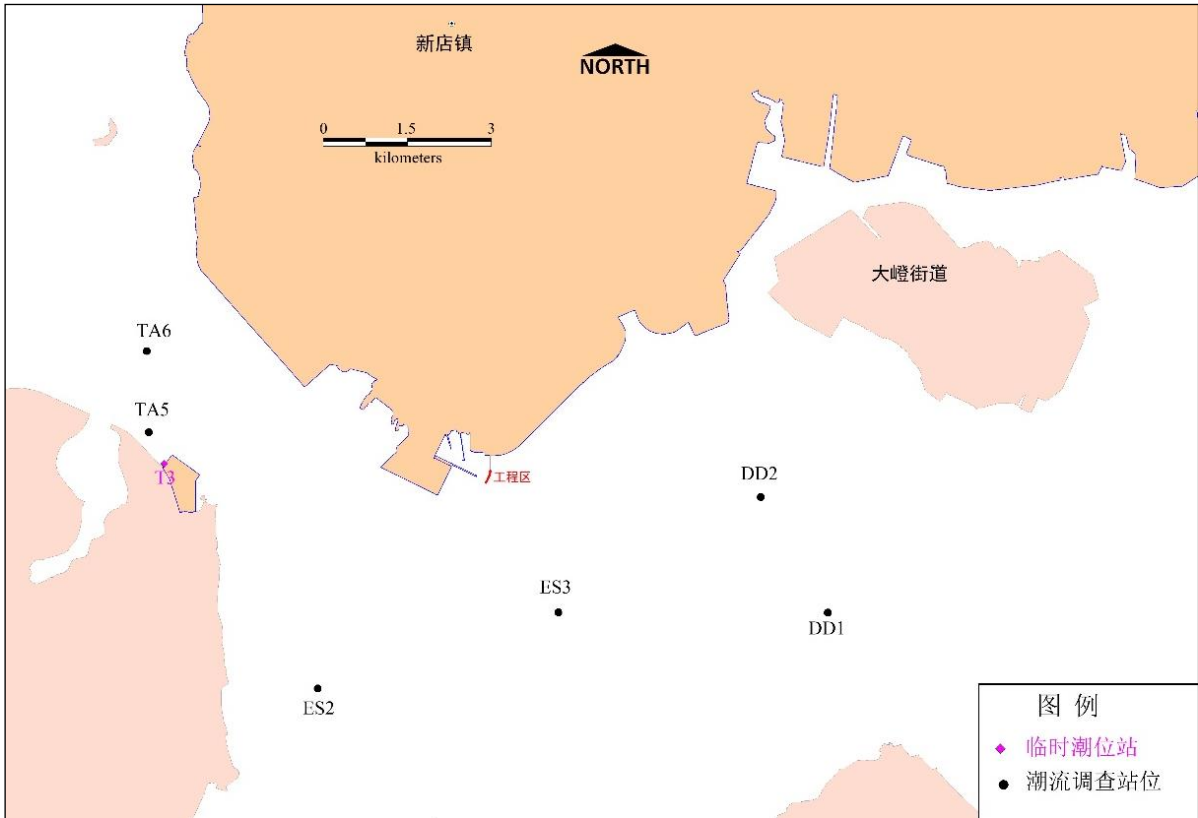 新店镇
NORTH
0 1.5 3
kilometers
大嶝街道
TA6
TA5
T3
工程区
DD2
ES3
DD1
ES2
图 例
临时潮位站
潮流调查站位